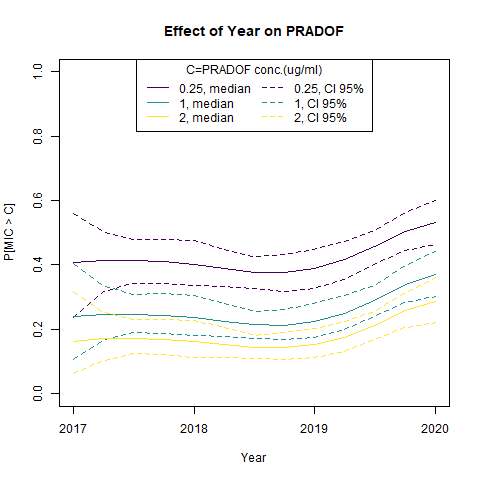 Effect of Year on PRADOF
C=PRADOF conc.(ug/ml)
0.25, median 0.25, CI 95%
1, median 1, CI 95%
2, median 2, CI 95%
P[MIC > C]
1.0
0.8
0.6
0.4
0.2
0.0
2017 2018 2019 2020
Year